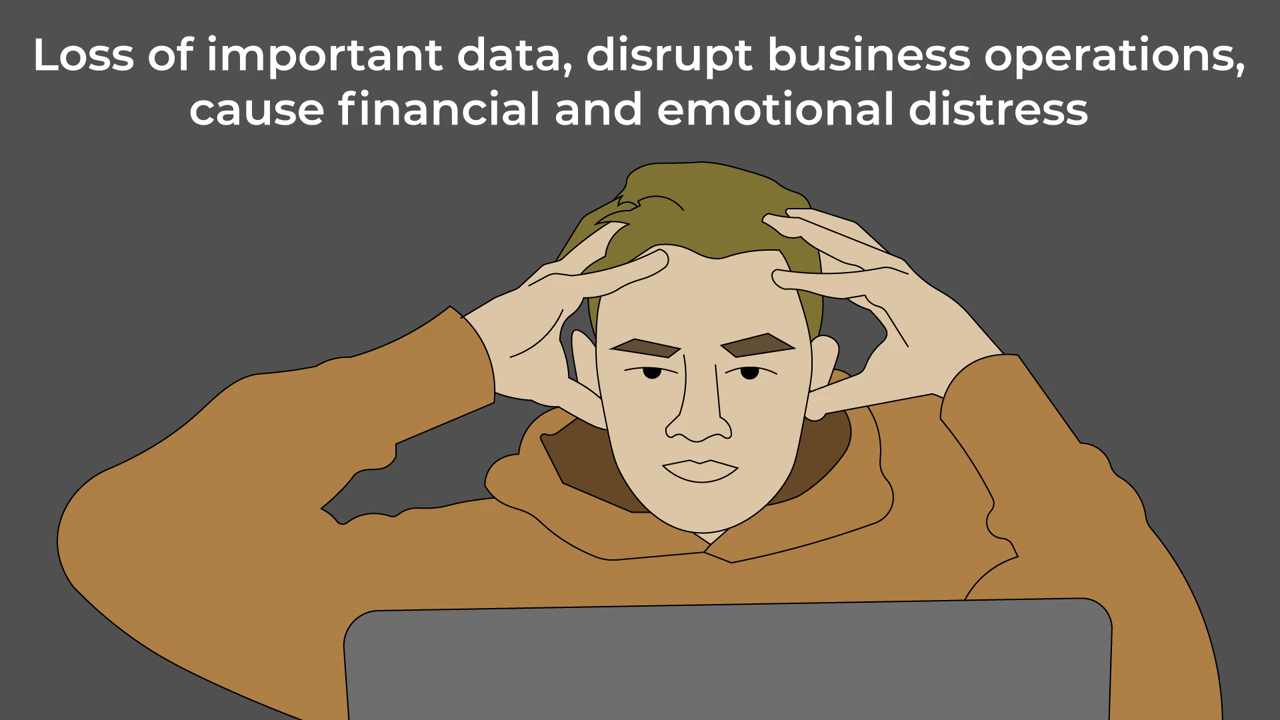 Loss of important data, disrupt business operations,
cause financial and emotional distress